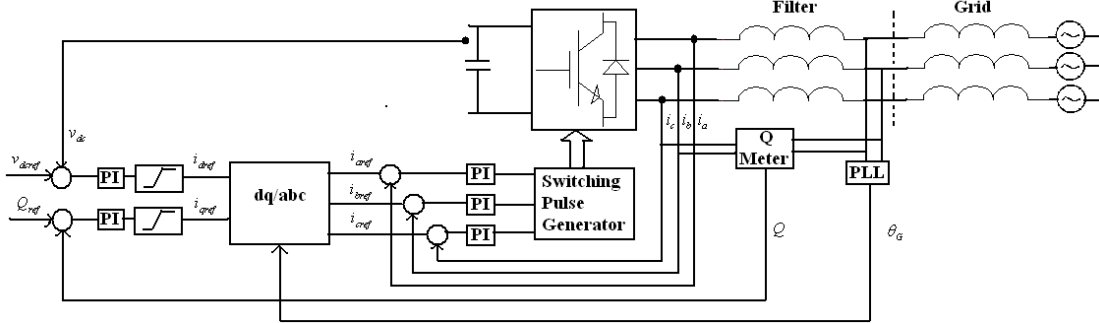 Filter
Grid
v_dc
i_c i_b i_a
Q
Meter
PLL
v_dcref
PI
i_dref
dq/abc
i_aref
PI
Switching
Pulse
Generator
Q_ref
PI
i_qref
i_bref
PI
i_cref
PI
Q
θ_G